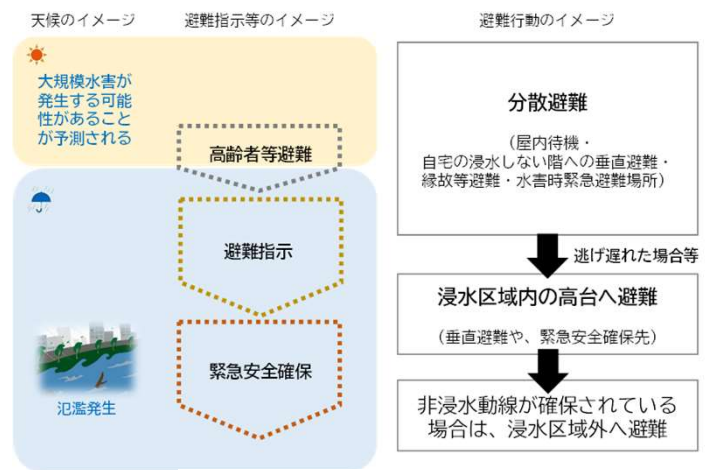 天候のイメージ
避難指示等のイメージ
避難行動のイメージ
大規模水害が
発生する可能
性があること
が予測される
高齢者等避難
避難指示
緊急安全確保
氾濫発生
分散避難
（屋内待機・
自宅の浸水しない階への垂直避難・
縁故等避難・水害時緊急避難場所）
逃げ遅れた場合等
浸水区域内の高台へ避難
（垂直避難や、緊急安全確保先）
非浸水動線が確保されている
場合は、浸水区域外へ避難